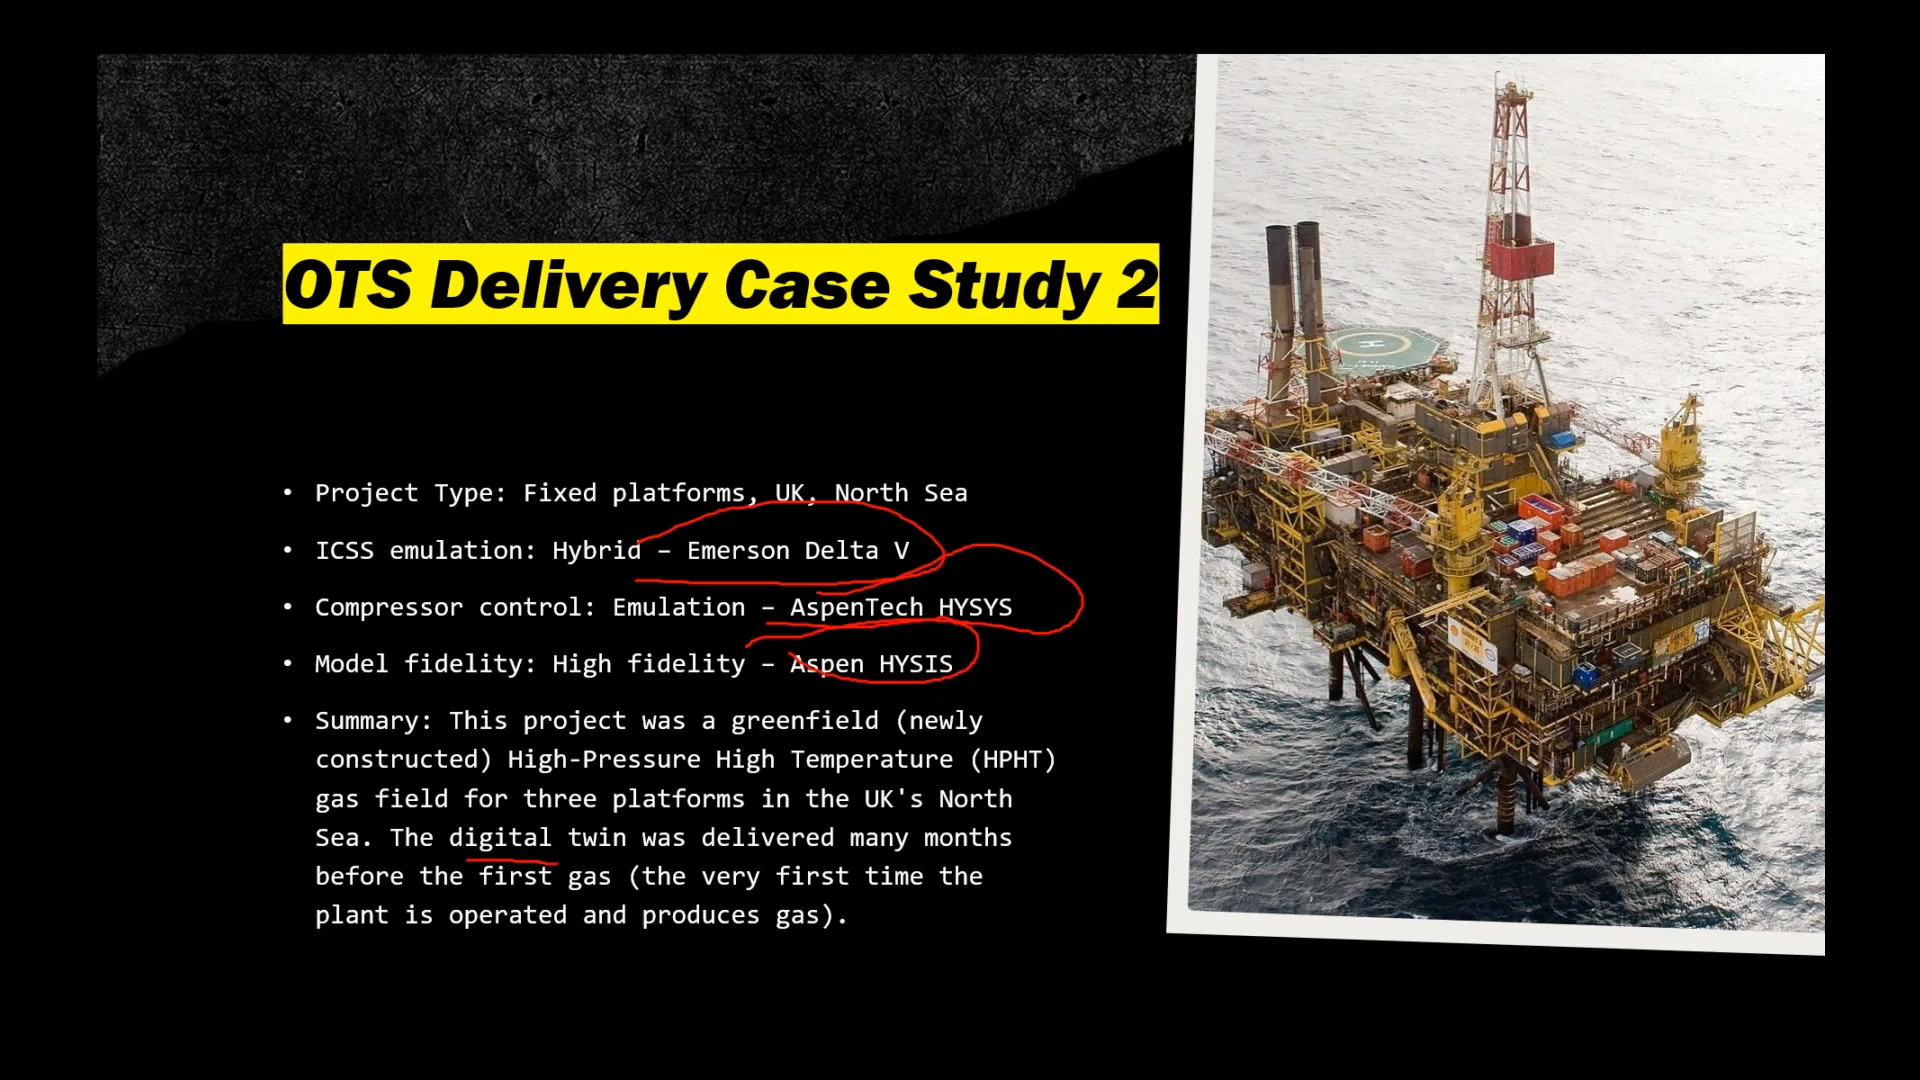 OTS Delivery Case Study 2
• Project Type: Fixed platforms, UK, North Sea
• ICSS emulation: Hybrid – Emerson Delta V
• Compressor control: Emulation – AspenTech HYSYS
• Model fidelity: High fidelity – Aspen HYSIS
• Summary: This project was a greenfield (newly
constructed) High-Pressure High Temperature (HPHT)
gas field for three platforms in the UK's North
Sea. The digital twin was delivered many months
before the first gas (the very first time the
plant is operated and produces gas).
H